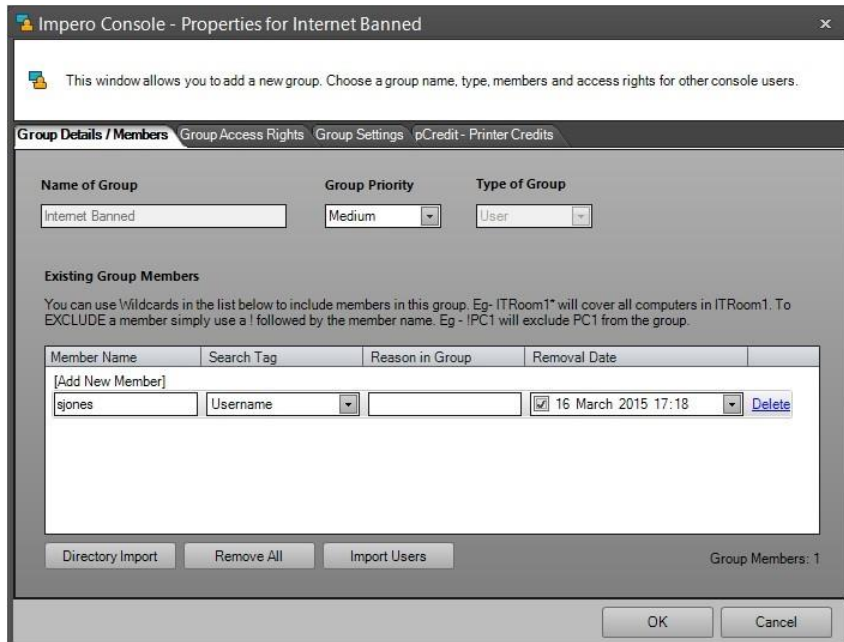 Impero Console - Properties for Internet Banned x
This window allows you to add a new group. Choose a group name, type, members and access rights for other console users.
Group Details / Members Group Access Rights Group Settings pCredit - Printer Credits
Name of Group Group Priority Type of Group
Internet Banned Medium User
Existing Group Members
You can use Wildcards in the list below to include members in this group. Eg- ITRoom1* will cover all computers in ITRoom1. To
EXCLUDE a member simply use a ! followed by the member name. Eg - !PC1 will exclude PC1 from the group.
Member Name Search Tag Reason in Group Removal Date
[Add New Member]
sjones Username 16 March 2015 17:18 Delete
Directory Import Remove All Import Users Group Members: 1
OK Cancel